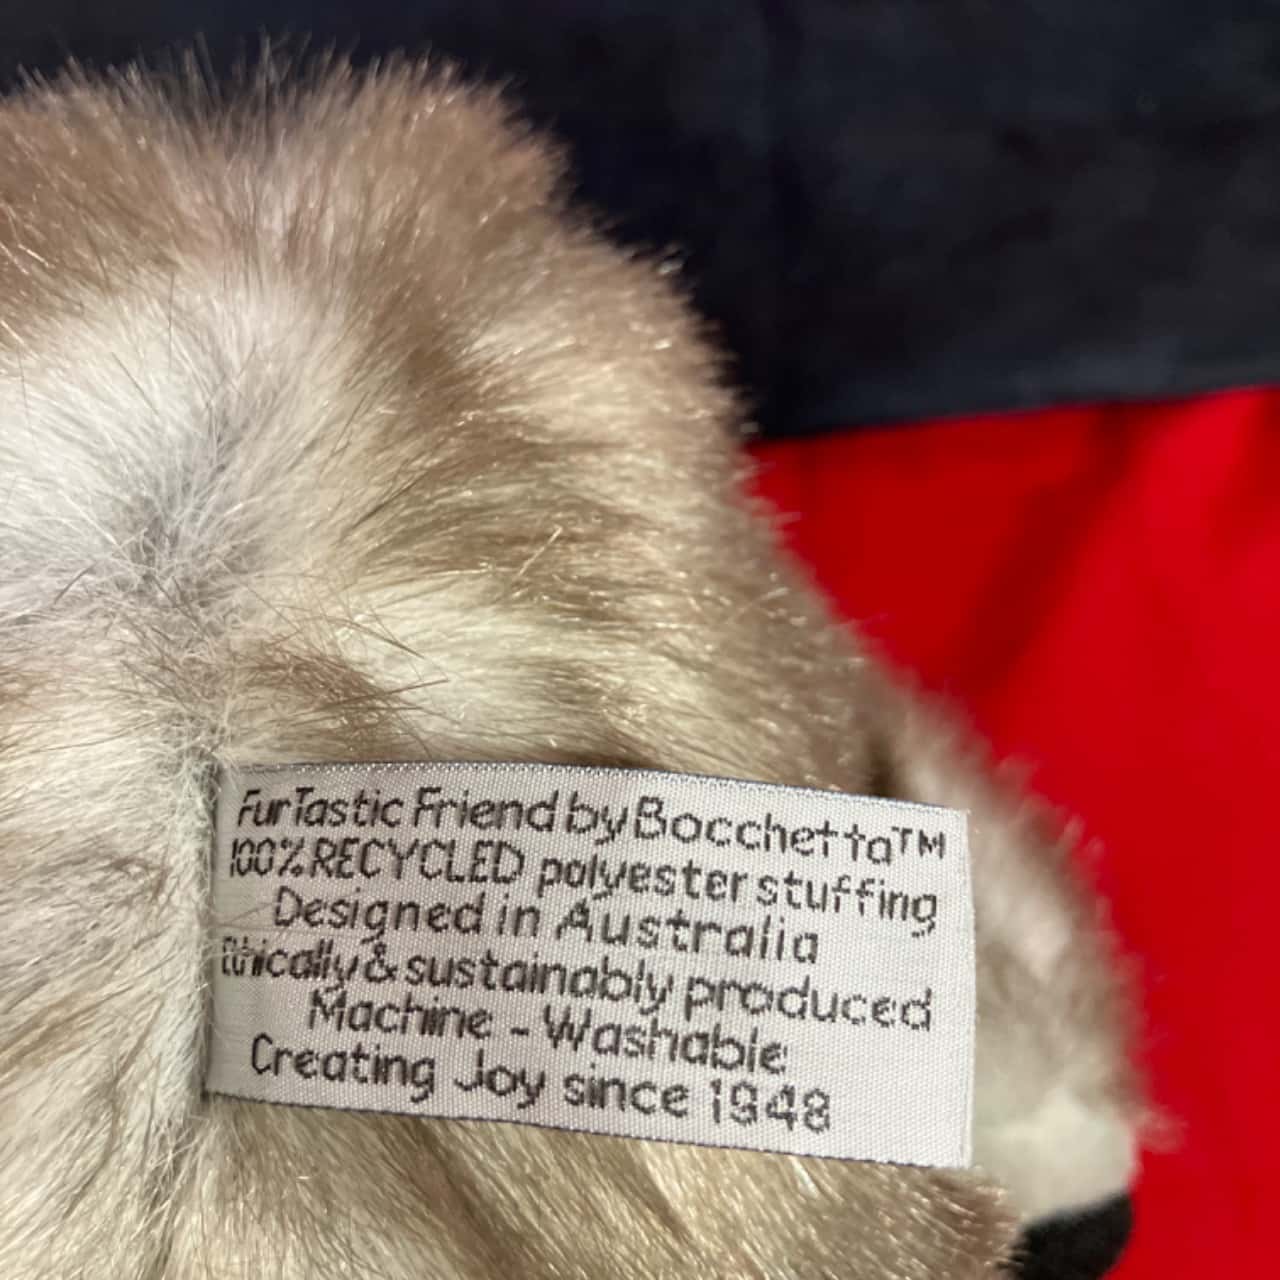 FurTastic Friend by Bocchetta™
100% RECYCLED polyester stuffing
Designed in Australia
Ethically & sustainably produced
Machine - Washable
Creating Joy since 1948